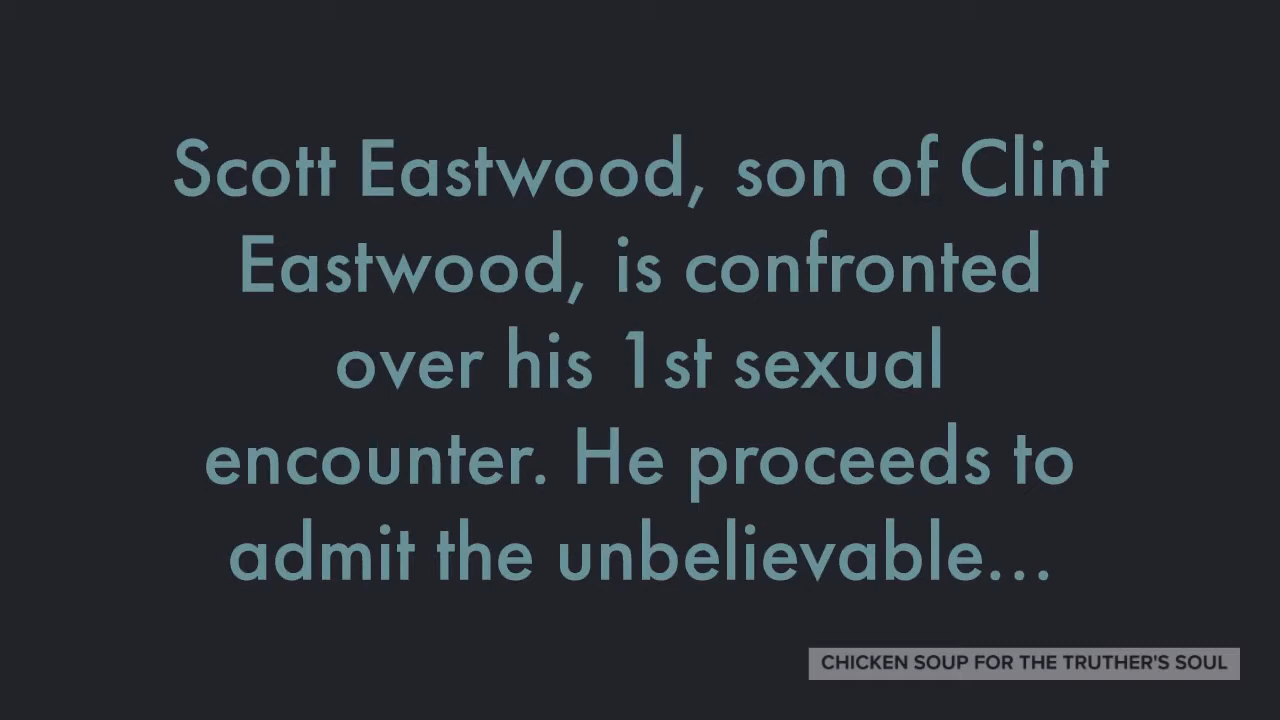 Scott Eastwood, son of Clint
Eastwood, is confronted
over his 1st sexual
encounter. He proceeds to
admit the unbelievable...
CHICKEN SOUP FOR THE TRUTHER'S SOUL